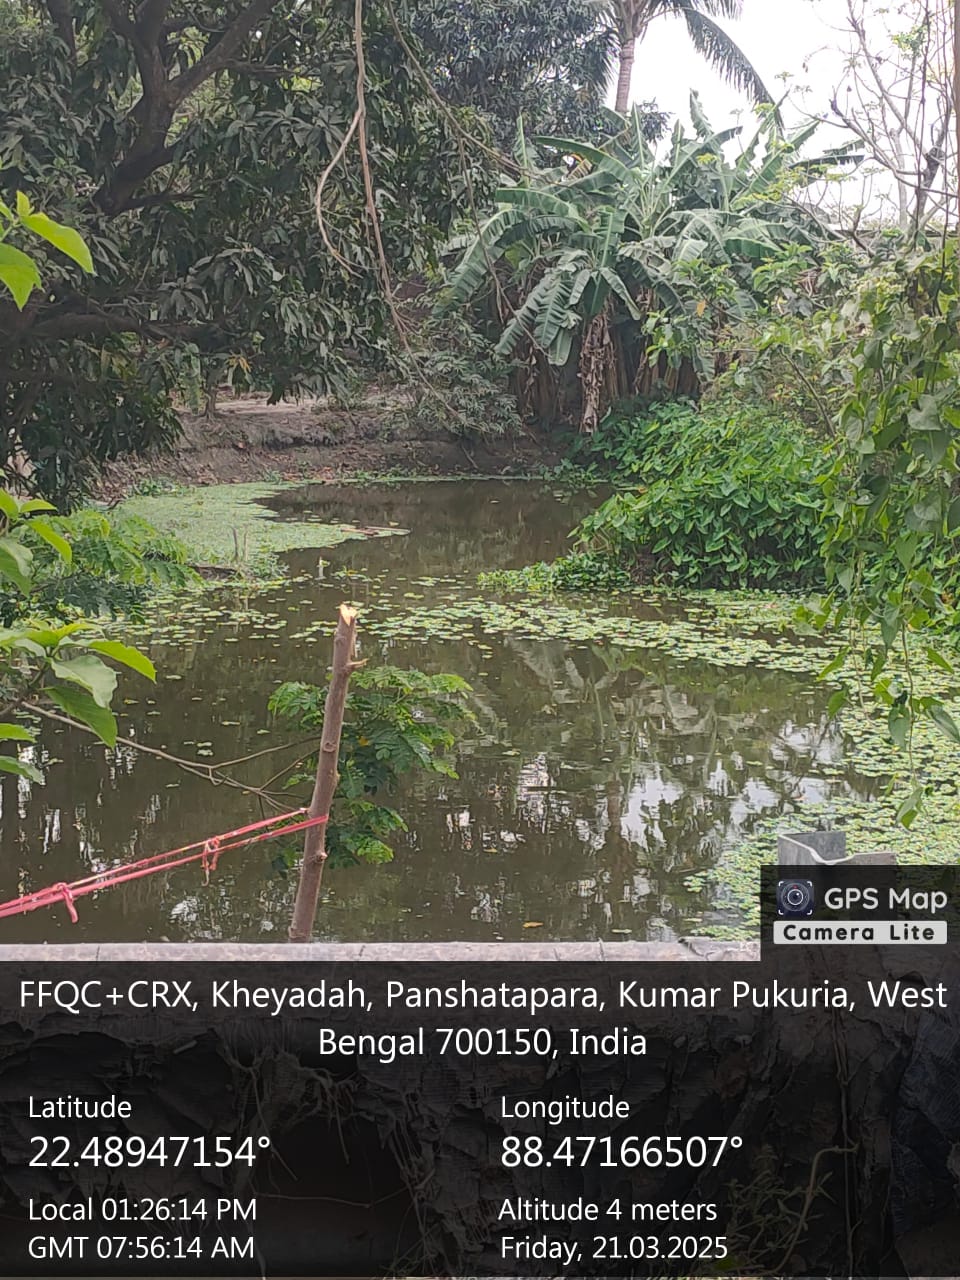 GPS Map
Camera Lite
FFQC+CRX, Kheyadah, Panshatapara, Kumar Pukuria, West
Bengal 700150, India
Latitude
22.48947154°
Longitude
88.47166507°
Local 01:26:14 PM
GMT 07:56:14 AM
Altitude 4 meters
Friday, 21.03.2025